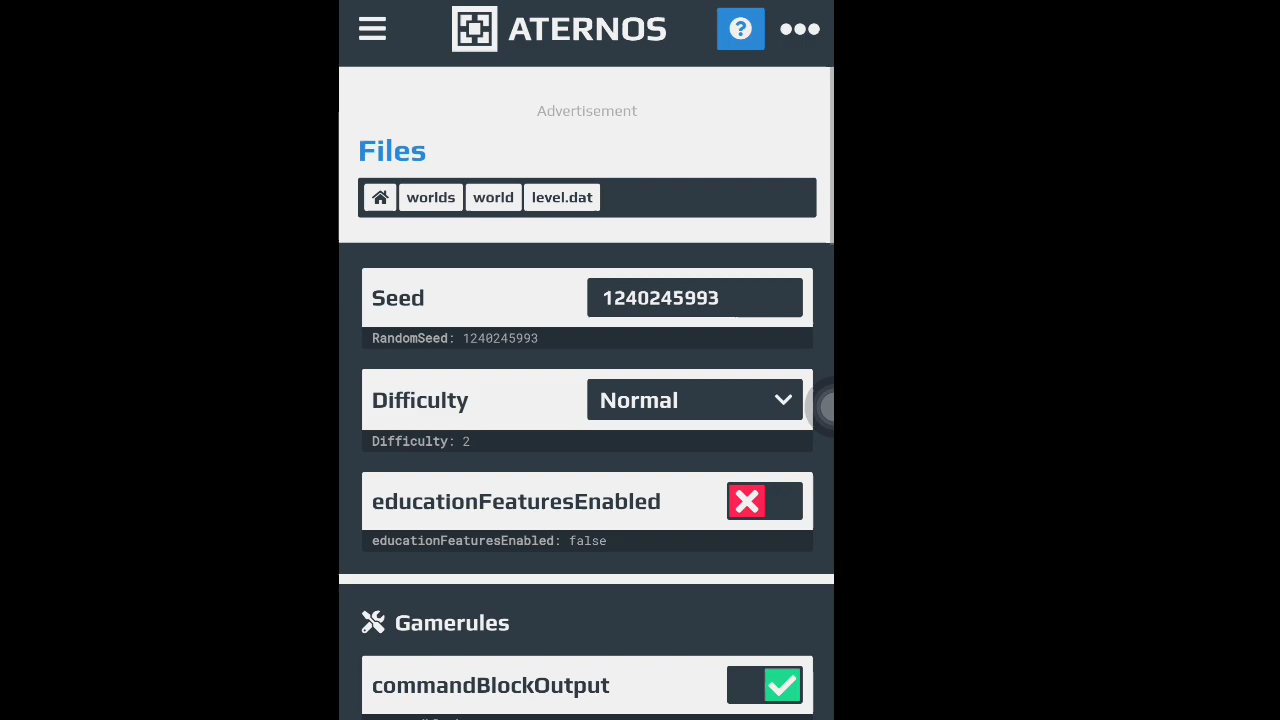 ATERNOS
Advertisement
Files
worlds world level.dat
Seed 1240245993
RandomSeed: 1240245993
Difficulty Normal
Difficulty: 2
educationFeaturesEnabled
educationFeaturesEnabled: false
Gamerules
commandBlockOutput